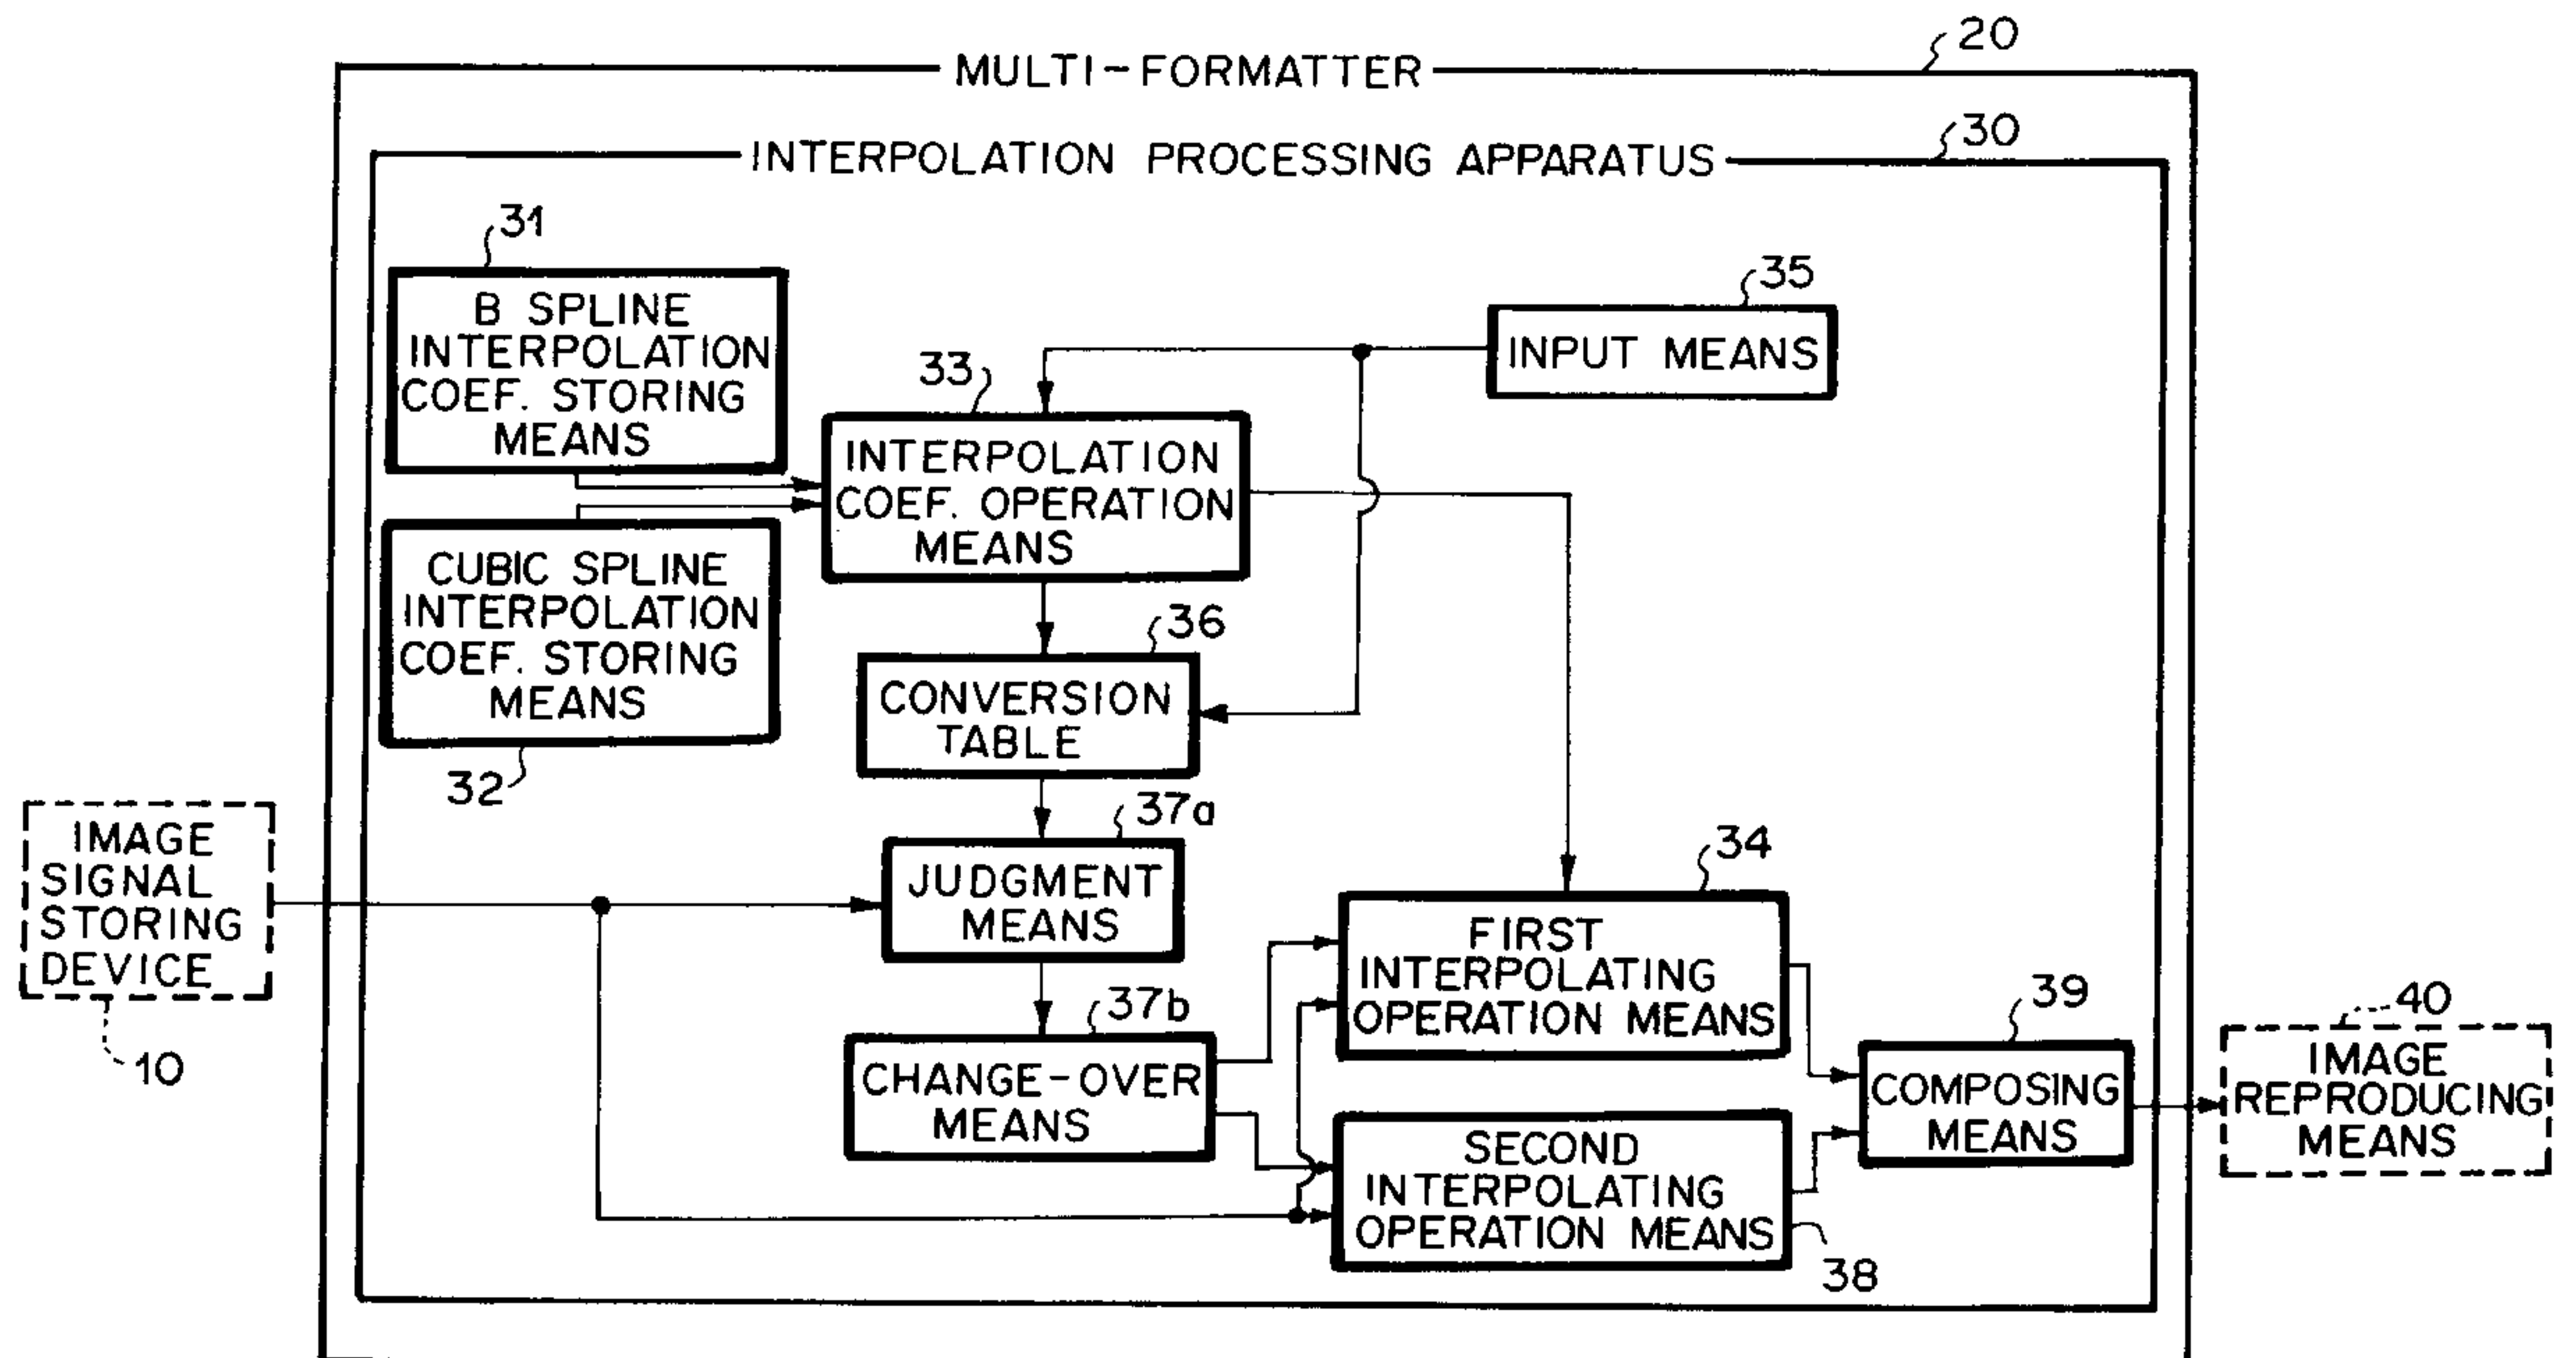 20
MULTI-FORMATTER
30
INTERPOLATION PROCESSING APPARATUS
31
B SPLINE
INTERPOLATION
COEF. STORING
MEANS
35
INPUT MEANS
33
INTERPOLATION
COEF. OPERATION
MEANS
CUBIC SPLINE
INTERPOLATION
COEF. STORING
MEANS
32
36
CONVERSION
TABLE
IMAGE
SIGNAL
STORING
DEVICE
10
37a
JUDGMENT
MEANS
34
FIRST
INTERPOLATING
OPERATION MEANS
37b
CHANGE-OVER
MEANS
SECOND
INTERPOLATING
OPERATION MEANS
38
39
COMPOSING
MEANS
40
IMAGE
REPRODUCING
MEANS